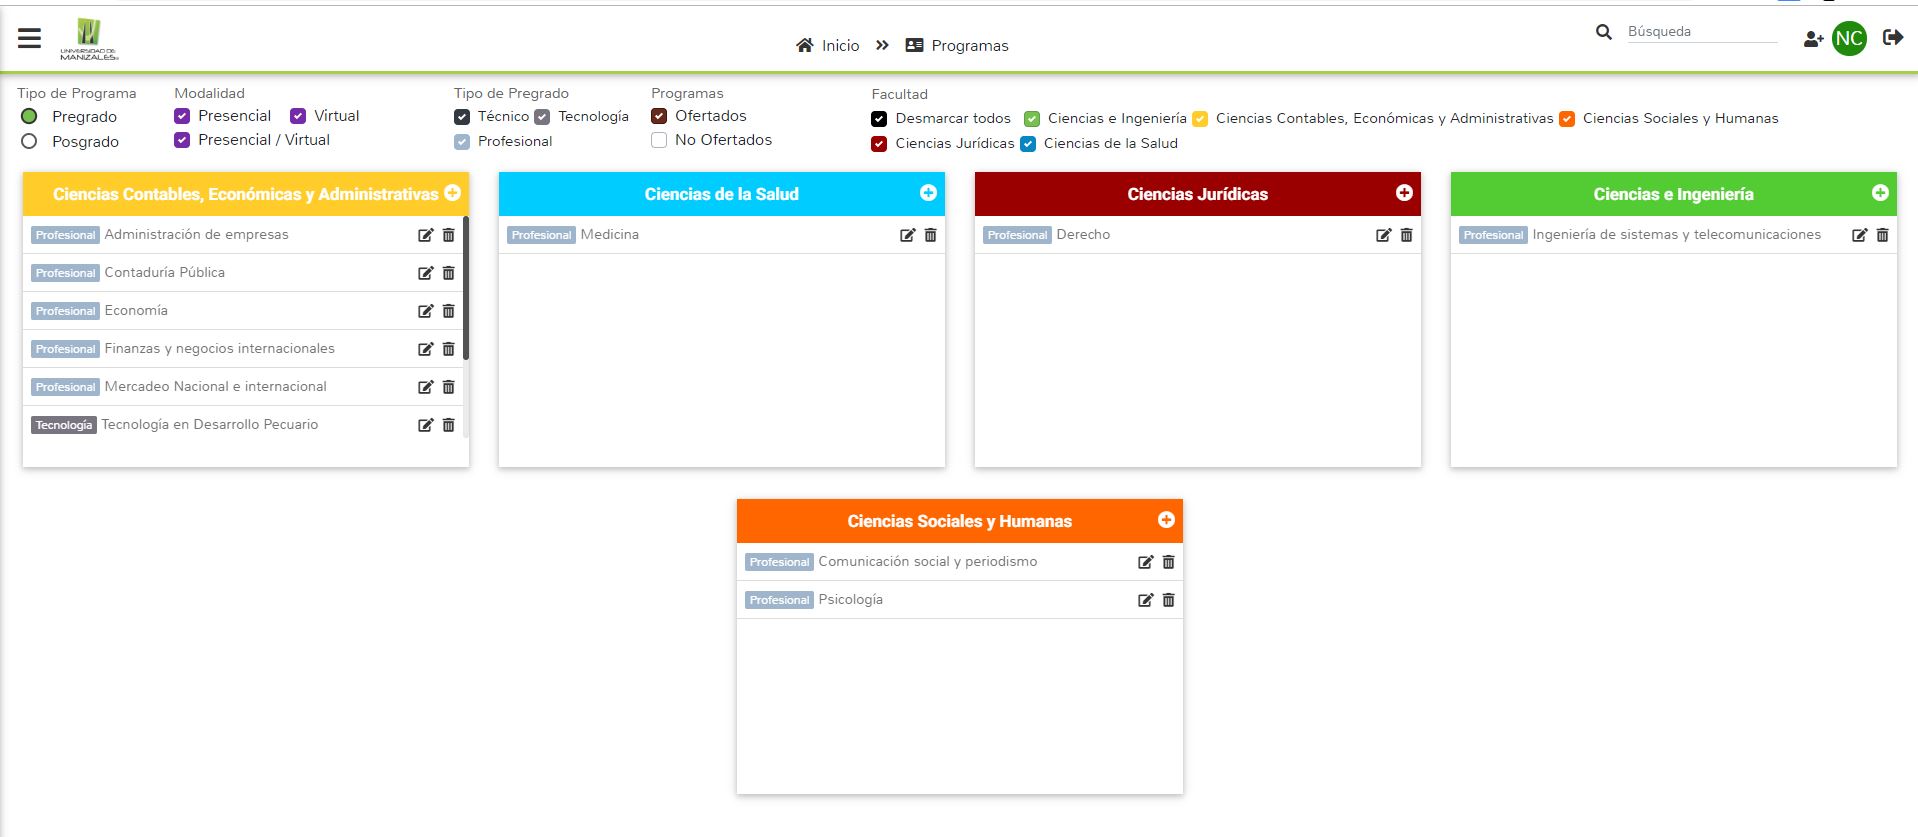 UNIVERSIDAD DE
MANIZALES
Inicio
Programas
Búsqueda
NC
Tipo de Programa
Pregrado
Posgrado
Modalidad
Presencial
Virtual
Presencial / Virtual
Tipo de Pregrado
Técnico
Tecnología
Profesional
Programas
Ofertados
No Ofertados
Facultad
Desmarcar todos
Ciencias e Ingeniería
Ciencias Contables, Económicas y Administrativas
Ciencias Sociales y Humanas
Ciencias Jurídicas
Ciencias de la Salud
Ciencias Contables, Económicas y Administrativas
Profesional Administración de empresas
Profesional Contaduría Pública
Profesional Economía
Profesional Finanzas y negocios internacionales
Profesional Mercadeo Nacional e internacional
Tecnología Tecnología en Desarrollo Pecuario
Ciencias de la Salud
Profesional Medicina
Ciencias Jurídicas
Profesional Derecho
Ciencias e Ingeniería
Profesional Ingeniería de sistemas y telecomunicaciones
Ciencias Sociales y Humanas
Profesional Comunicación social y periodismo
Profesional Psicología